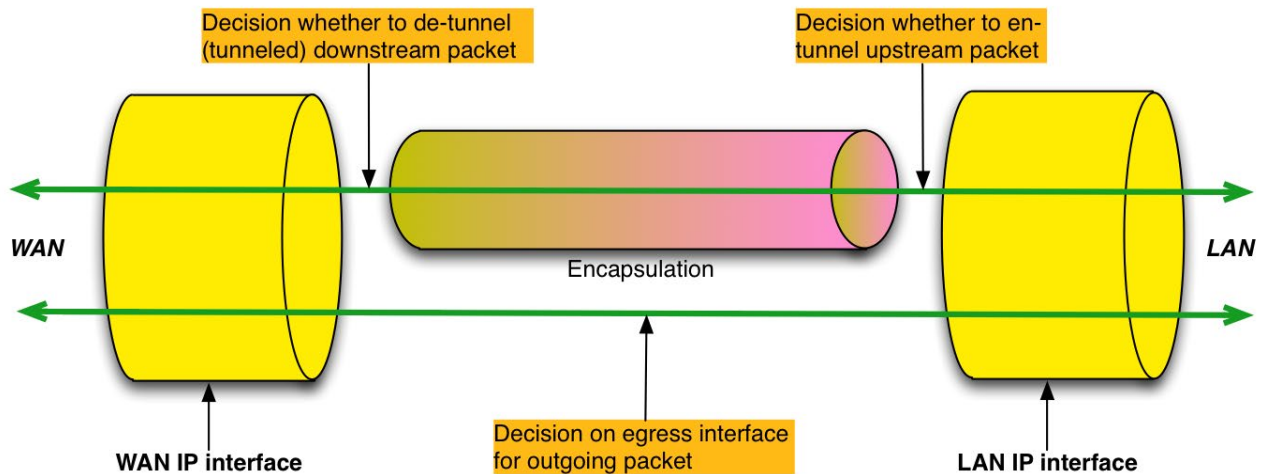 Decision whether to de-tunnel
(tunneled) downstream packet
Decision whether to en-
tunnel upstream packet
WAN
LAN
Encapsulation
Decision on egress interface
for outgoing packet
WAN IP interface
LAN IP interface